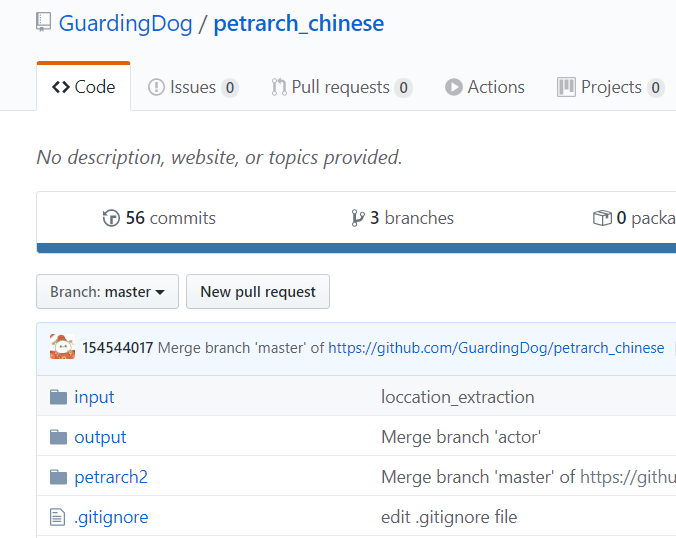 GuardingDog / petrarch_chinese
Code Issues 0 Pull requests 0 Actions Projects 0
No description, website, or topics provided.
56 commits 3 branches 0 packa
Branch: master New pull request
154544017 Merge branch 'master' of https://github.com/GuardingDog/petrarch_chinese
input loccation_extraction
output Merge branch 'actor'
petrarch2 Merge branch 'master' of https://githu
.gitignore edit .gitignore file